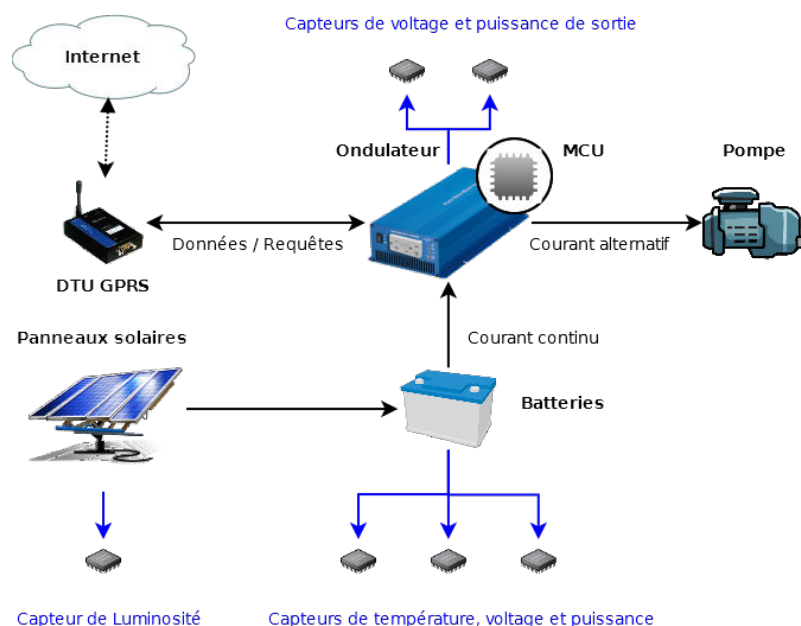 Capteurs de voltage et puissance de sortie
Internet
Ondulateur
MCU
Pompe
Données / Requêtes
Courant alternatif
DTU GPRS
Panneaux solaires
Courant continu
Batteries
Capteur de Luminosité
Capteurs de température, voltage et puissance